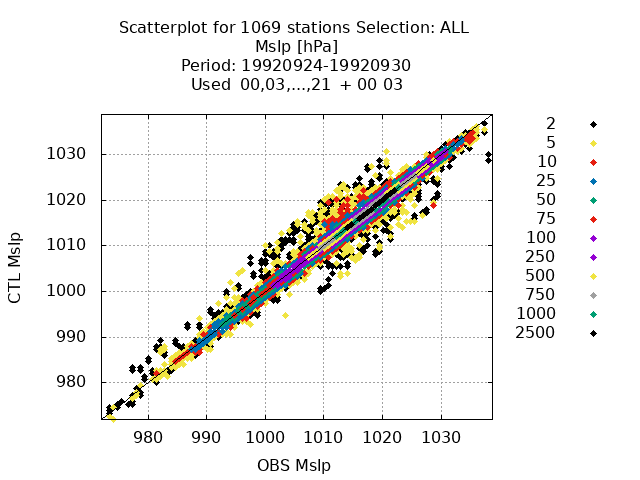 Scatterplot for 1069 stations Selection: ALL
Mslp [hPa]
Period: 19920924-19920930
Used 00,03,...,21 + 00 03
CTL Mslp
1030
1020
1010
1000
990
980
980 990 1000 1010 1020 1030
OBS Mslp
2
5
10
25
50
75
100
250
500
750
1000
2500